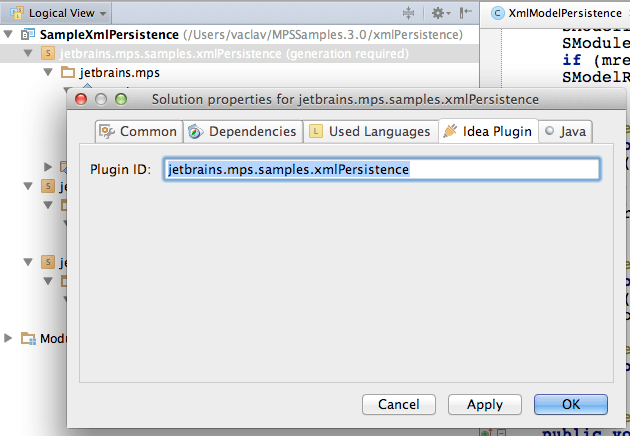 Logical View
XmlModelPersistence
SampleXmlPersistence (/Users/vaclav/MPSSamples.3.0/xmlPersistence)
SModule
jetbrains.mps.samples.xmlPersistence (generation required)
if (mre
jetbrains.mps
SModelR
Solution properties for jetbrains.mps.samples.xmlPersistence
Common
Dependencies
Used Languages
Idea Plugin
Java
Plugin ID:
jetbrains.mps.samples.xmlPersistence
Modu
Cancel
Apply
OK
public vo